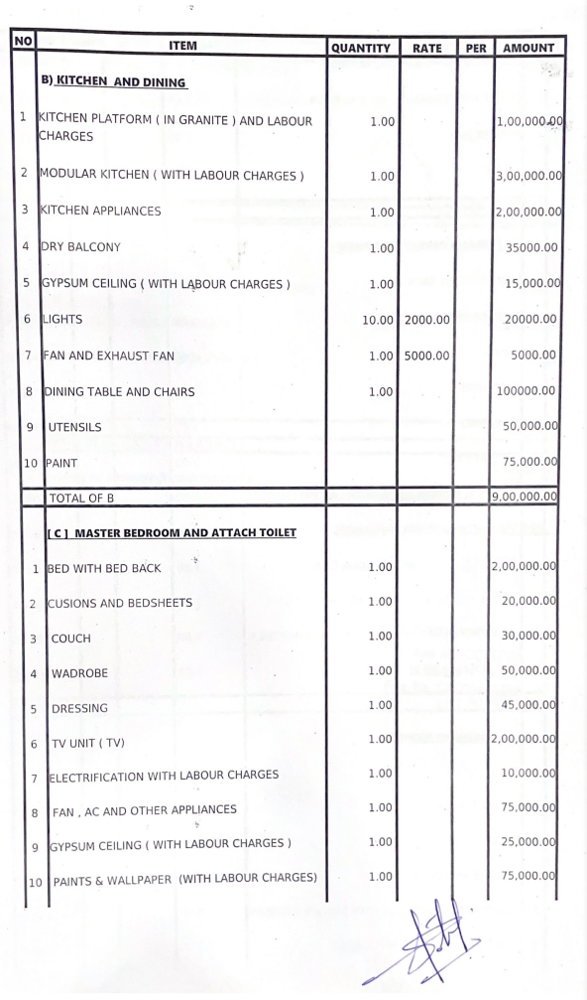 NO ITEM QUANTITY RATE PER AMOUNT
B) KITCHEN AND DINING
1 KITCHEN PLATFORM ( IN GRANITE ) AND LABOUR 1.00 1,00,000.00
CHARGES
2 MODULAR KITCHEN ( WITH LABOUR CHARGES ) 1.00 3,00,000.00
3 KITCHEN APPLIANCES 1.00 2,00,000.00
4 DRY BALCONY 1.00 35000.00
5 GYPSUM CEILING ( WITH LABOUR CHARGES ) 1.00 15,000.00
6 LIGHTS 10.00 2000.00 20000.00
7 FAN AND EXHAUST FAN 1.00 5000.00 5000.00
8 DINING TABLE AND CHAIRS 1.00 100000.00
9 UTENSILS 50,000.00
10 PAINT 75,000.00
TOTAL OF B 9,00,000.00
[ C ] MASTER BEDROOM AND ATTACH TOILET
1 BED WITH BED BACK 1.00 2,00,000.00
2 CUSIONS AND BEDSHEETS 1.00 20,000.00
3 COUCH 1.00 30,000.00
4 WADROBE 1.00 50,000.00
5 DRESSING 1.00 45,000.00
6 TV UNIT ( TV) 1.00 2,00,000.00
7 ELECTRIFICATION WITH LABOUR CHARGES 1.00 10,000.00
8 FAN , AC AND OTHER APPLIANCES 1.00 75,000.00
9 GYPSUM CEILING ( WITH LABOUR CHARGES ) 1.00 25,000.00
10 PAINTS & WALLPAPER (WITH LABOUR CHARGES) 1.00 75,000.00